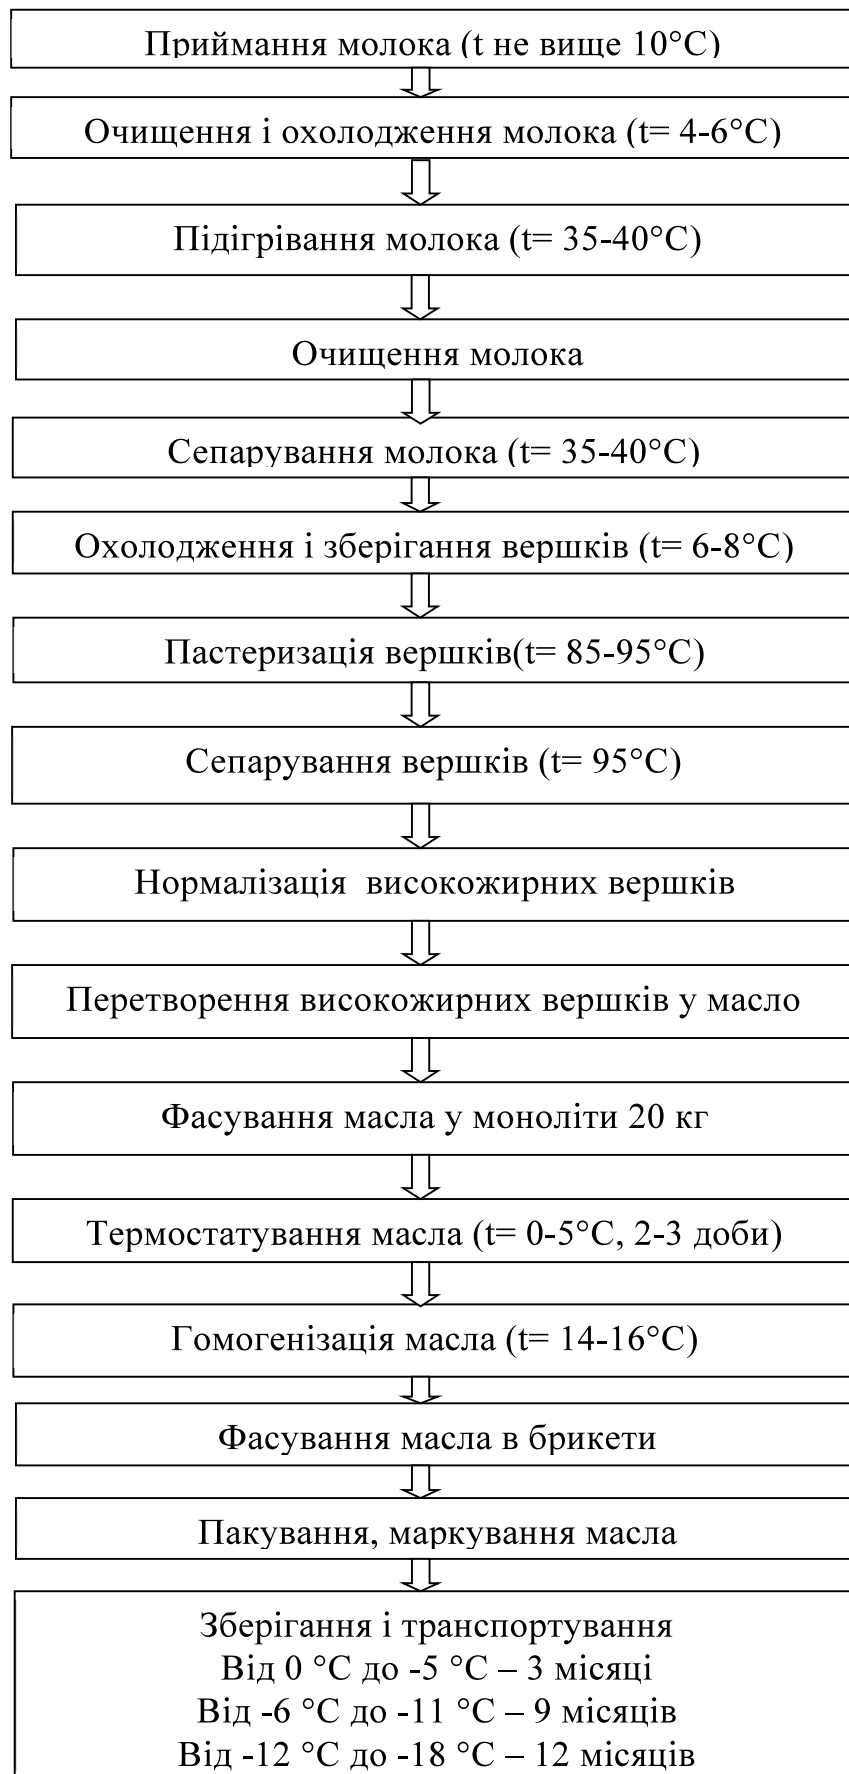 Приймання молока (t не вище 10°С)
Очищення і охолодження молока (t= 4-6°С)
Підігрівання молока (t= 35-40°С)
Очищення молока
Сепарування молока (t= 35-40°С)
Охолодження і зберігання вершків (t= 6-8°С)
Пастеризація вершків(t= 85-95°С)
Сепарування вершків (t= 95°С)
Нормалізація  високожирних вершків
Перетворення високожирних вершків у масло
Фасування масла у моноліти 20 кг
Термостатування масла (t= 0-5°С, 2-3 доби)
Гомогенізація масла (t= 14-16°С)
Фасування масла в брикети
Пакування, маркування масла
Зберігання і транспортування
Від 0 °С до -5 °С – 3 місяці
Від -6 °С до -11 °С – 9 місяців
Від -12 °С до -18 °С – 12 місяців